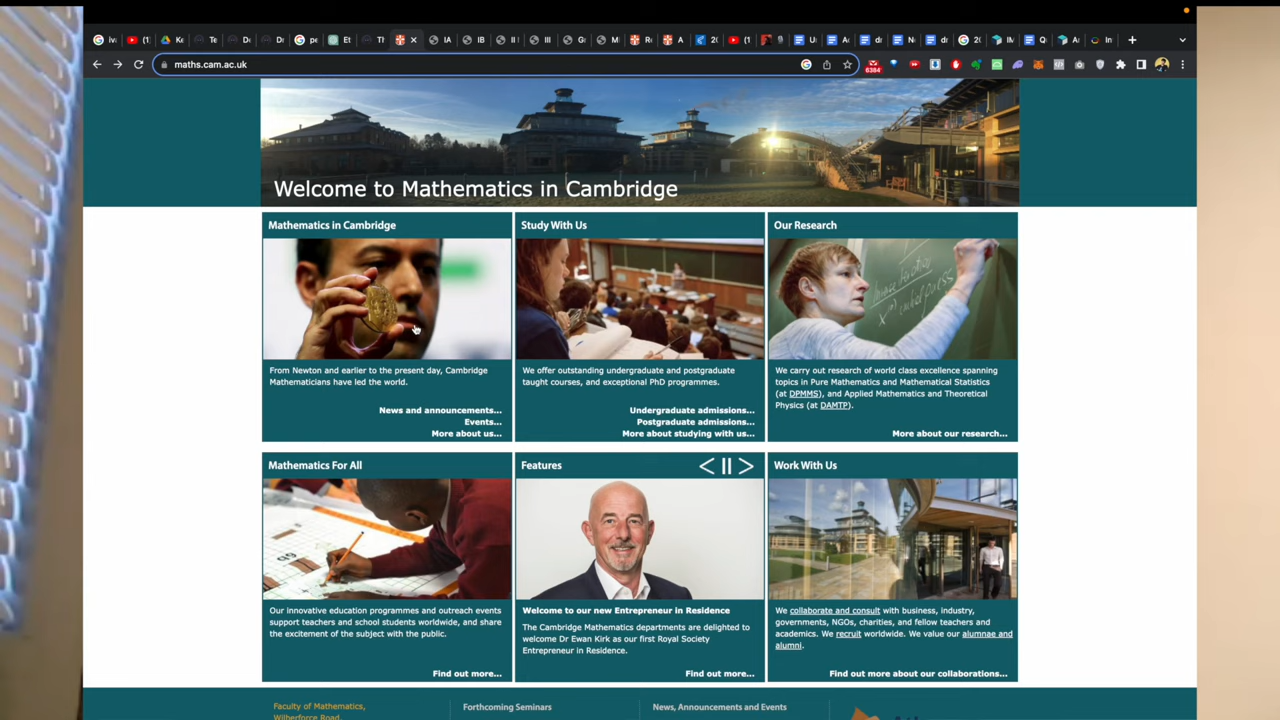 maths.cam.ac.uk
6384
Welcome to Mathematics in Cambridge
Mathematics in Cambridge
From Newton and earlier to the present day, Cambridge
Mathematicians have led the world.
News and announcements...
Events...
More about us...
Study With Us
We offer outstanding undergraduate and postgraduate
taught courses, and exceptional PhD programmes.
Undergraduate admissions...
Postgraduate admissions...
More about studying with us...
Our Research
We carry out research of world class excellence spanning
topics in Pure Mathematics and Mathematical Statistics
(at DPMMS), and Applied Mathematics and Theoretical
Physics (at DAMTP).
More about our research...
Mathematics For All
Our innovative education programmes and outreach events
support teachers and school students worldwide, and share
the excitement of the subject with the public.
Find out more...
Features
Welcome to our new Entrepreneur in Residence
The Cambridge Mathematics departments are delighted to
welcome Dr Ewan Kirk as our first Royal Society
Entrepreneur in Residence.
Find out more...
Work With Us
We collaborate and consult with business, industry,
governments, NGOs, charities, and fellow teachers and
academics. We recruit worldwide. We value our alumnae and
alumni.
Find out more about our collaborations...
Faculty of Mathematics,
Wilberforce Road,
Forthcoming Seminars
News, Announcements and Events